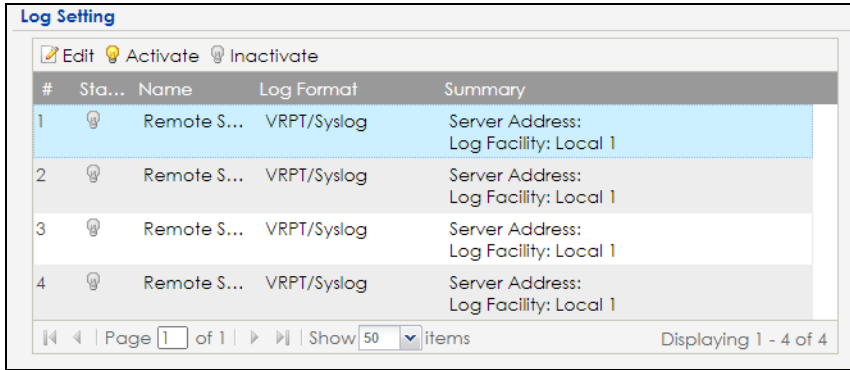 Log Setting
Edit Activate Inactivate
# Sta... Name Log Format Summary
1 Remote S... VRPT/Syslog Server Address:
Log Facility: Local 1
2 Remote S... VRPT/Syslog Server Address:
Log Facility: Local 1
3 Remote S... VRPT/Syslog Server Address:
Log Facility: Local 1
4 Remote S... VRPT/Syslog Server Address:
Log Facility: Local 1
Page 1 of 1 Show 50 items Displaying 1 - 4 of 4